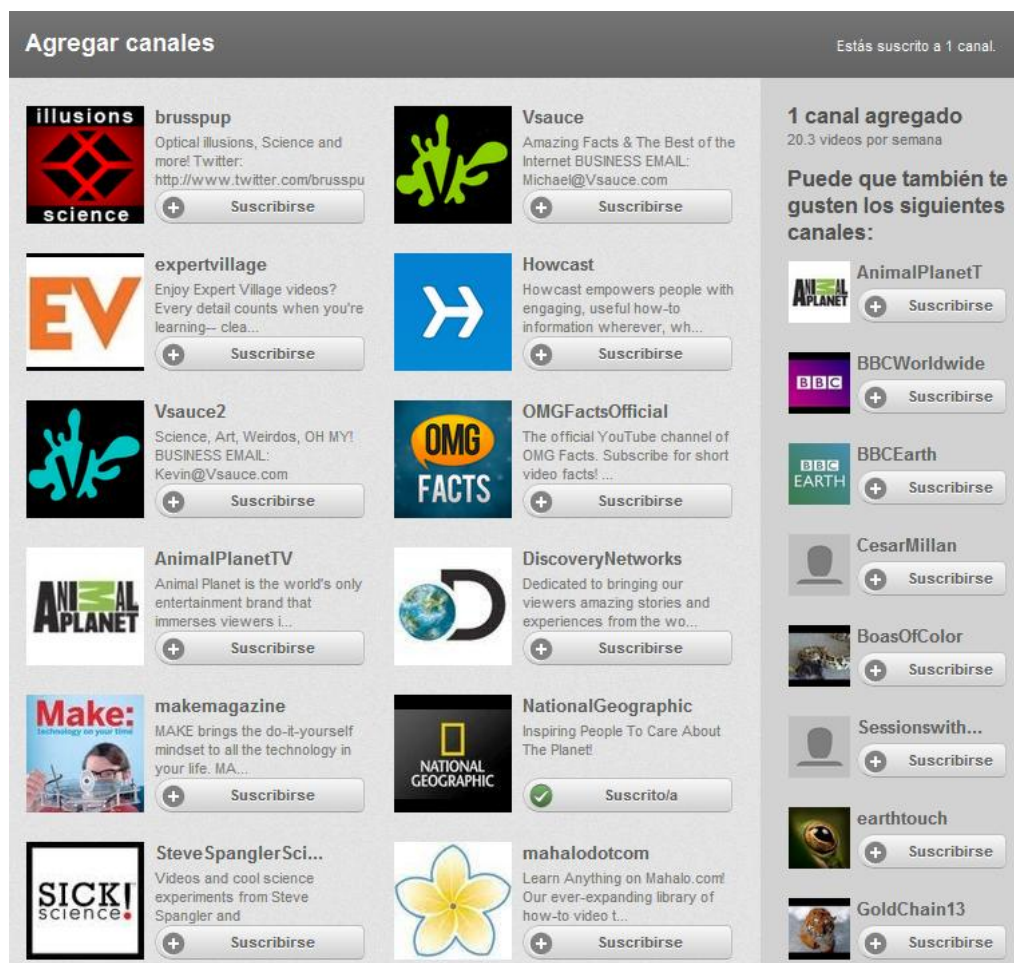 Agregar canales
Estás suscrito a 1 canal.
illusions
science
brusspup
Optical illusions, Science and
more! Twitter:
http://www.twitter.com/brusspu
Suscribirse
Vsauce
Amazing Facts & The Best of the
Internet BUSINESS EMAIL:
Michael@Vsauce.com
Suscribirse
EV
expertvillage
Enjoy Expert Village videos?
Every detail counts when you're
learning-- clea...
Suscribirse
Howcast
Howcast empowers people with
engaging, useful how-to
information wherever, wh...
Suscribirse
Vsauce2
Science, Art, Weirdos, OH MY!
BUSINESS EMAIL:
Kevin@Vsauce.com
Suscribirse
OMG
FACTS
OMGFactsOfficial
The official YouTube channel of
OMG Facts. Subscribe for short
video facts! ...
Suscribirse
ANIMAL
PLANET
AnimalPlanetTV
Animal Planet is the world's only
entertainment brand that
immerses viewers i...
Suscribirse
D
DiscoveryNetworks
Dedicated to bringing our
viewers amazing stories and
experiences from the wo...
Suscribirse
Make:
technology on your time
makemagazine
MAKE brings the do-it-yourself
mindset to all the technology in
your life. MA...
Suscribirse
NATIONAL
GEOGRAPHIC
NationalGeographic
Inspiring People To Care About
The Planet!
Suscrito/a
SICK!
science
SteveSpanglerSci...
Videos and cool science
experiments from Steve
Spangler and
Suscribirse
mahalodotcom
Learn Anything on Mahalo.com!
Our ever-expanding library of
how-to video t...
Suscribirse
1 canal agregado
20.3 videos por semana
Puede que también te
gusten los siguientes
canales:
ANIMAL
PLANET
AnimalPlanetT
Suscribirse
BBC
BBCWorldwide
Suscribirse
BBC
EARTH
BBCEarth
Suscribirse
CesarMillan
Suscribirse
BoasOfColor
Suscribirse
Sessionswith...
Suscribirse
earthtouch
Suscribirse
GoldChain13
Suscribirse